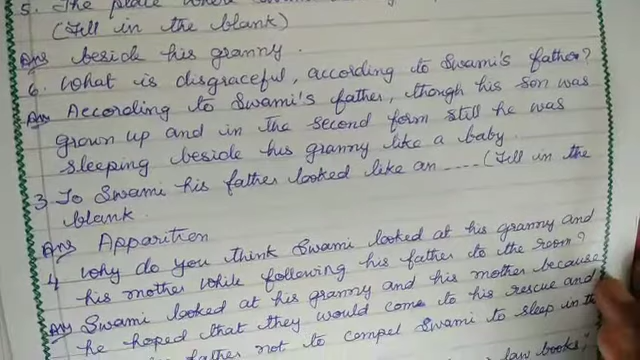 5. The place where
(Fill in the blank)
Ans beside his granny.
6. What is disgraceful, according to Swami's father?
Ans According to Swami's father, though his son was
grown up and in the second form still he was
sleeping beside his granny like a baby.
3. To Swami his father looked like an ---- (Fill in the
blank.
Ans Apparition
4 Why do you think Swami looked at his granny and
his mother while following his father to the room?
Ans Swami looked at his granny and his mother because
he hoped that they would come to his rescue and
father not to compel Swami to sleep in the
law books,